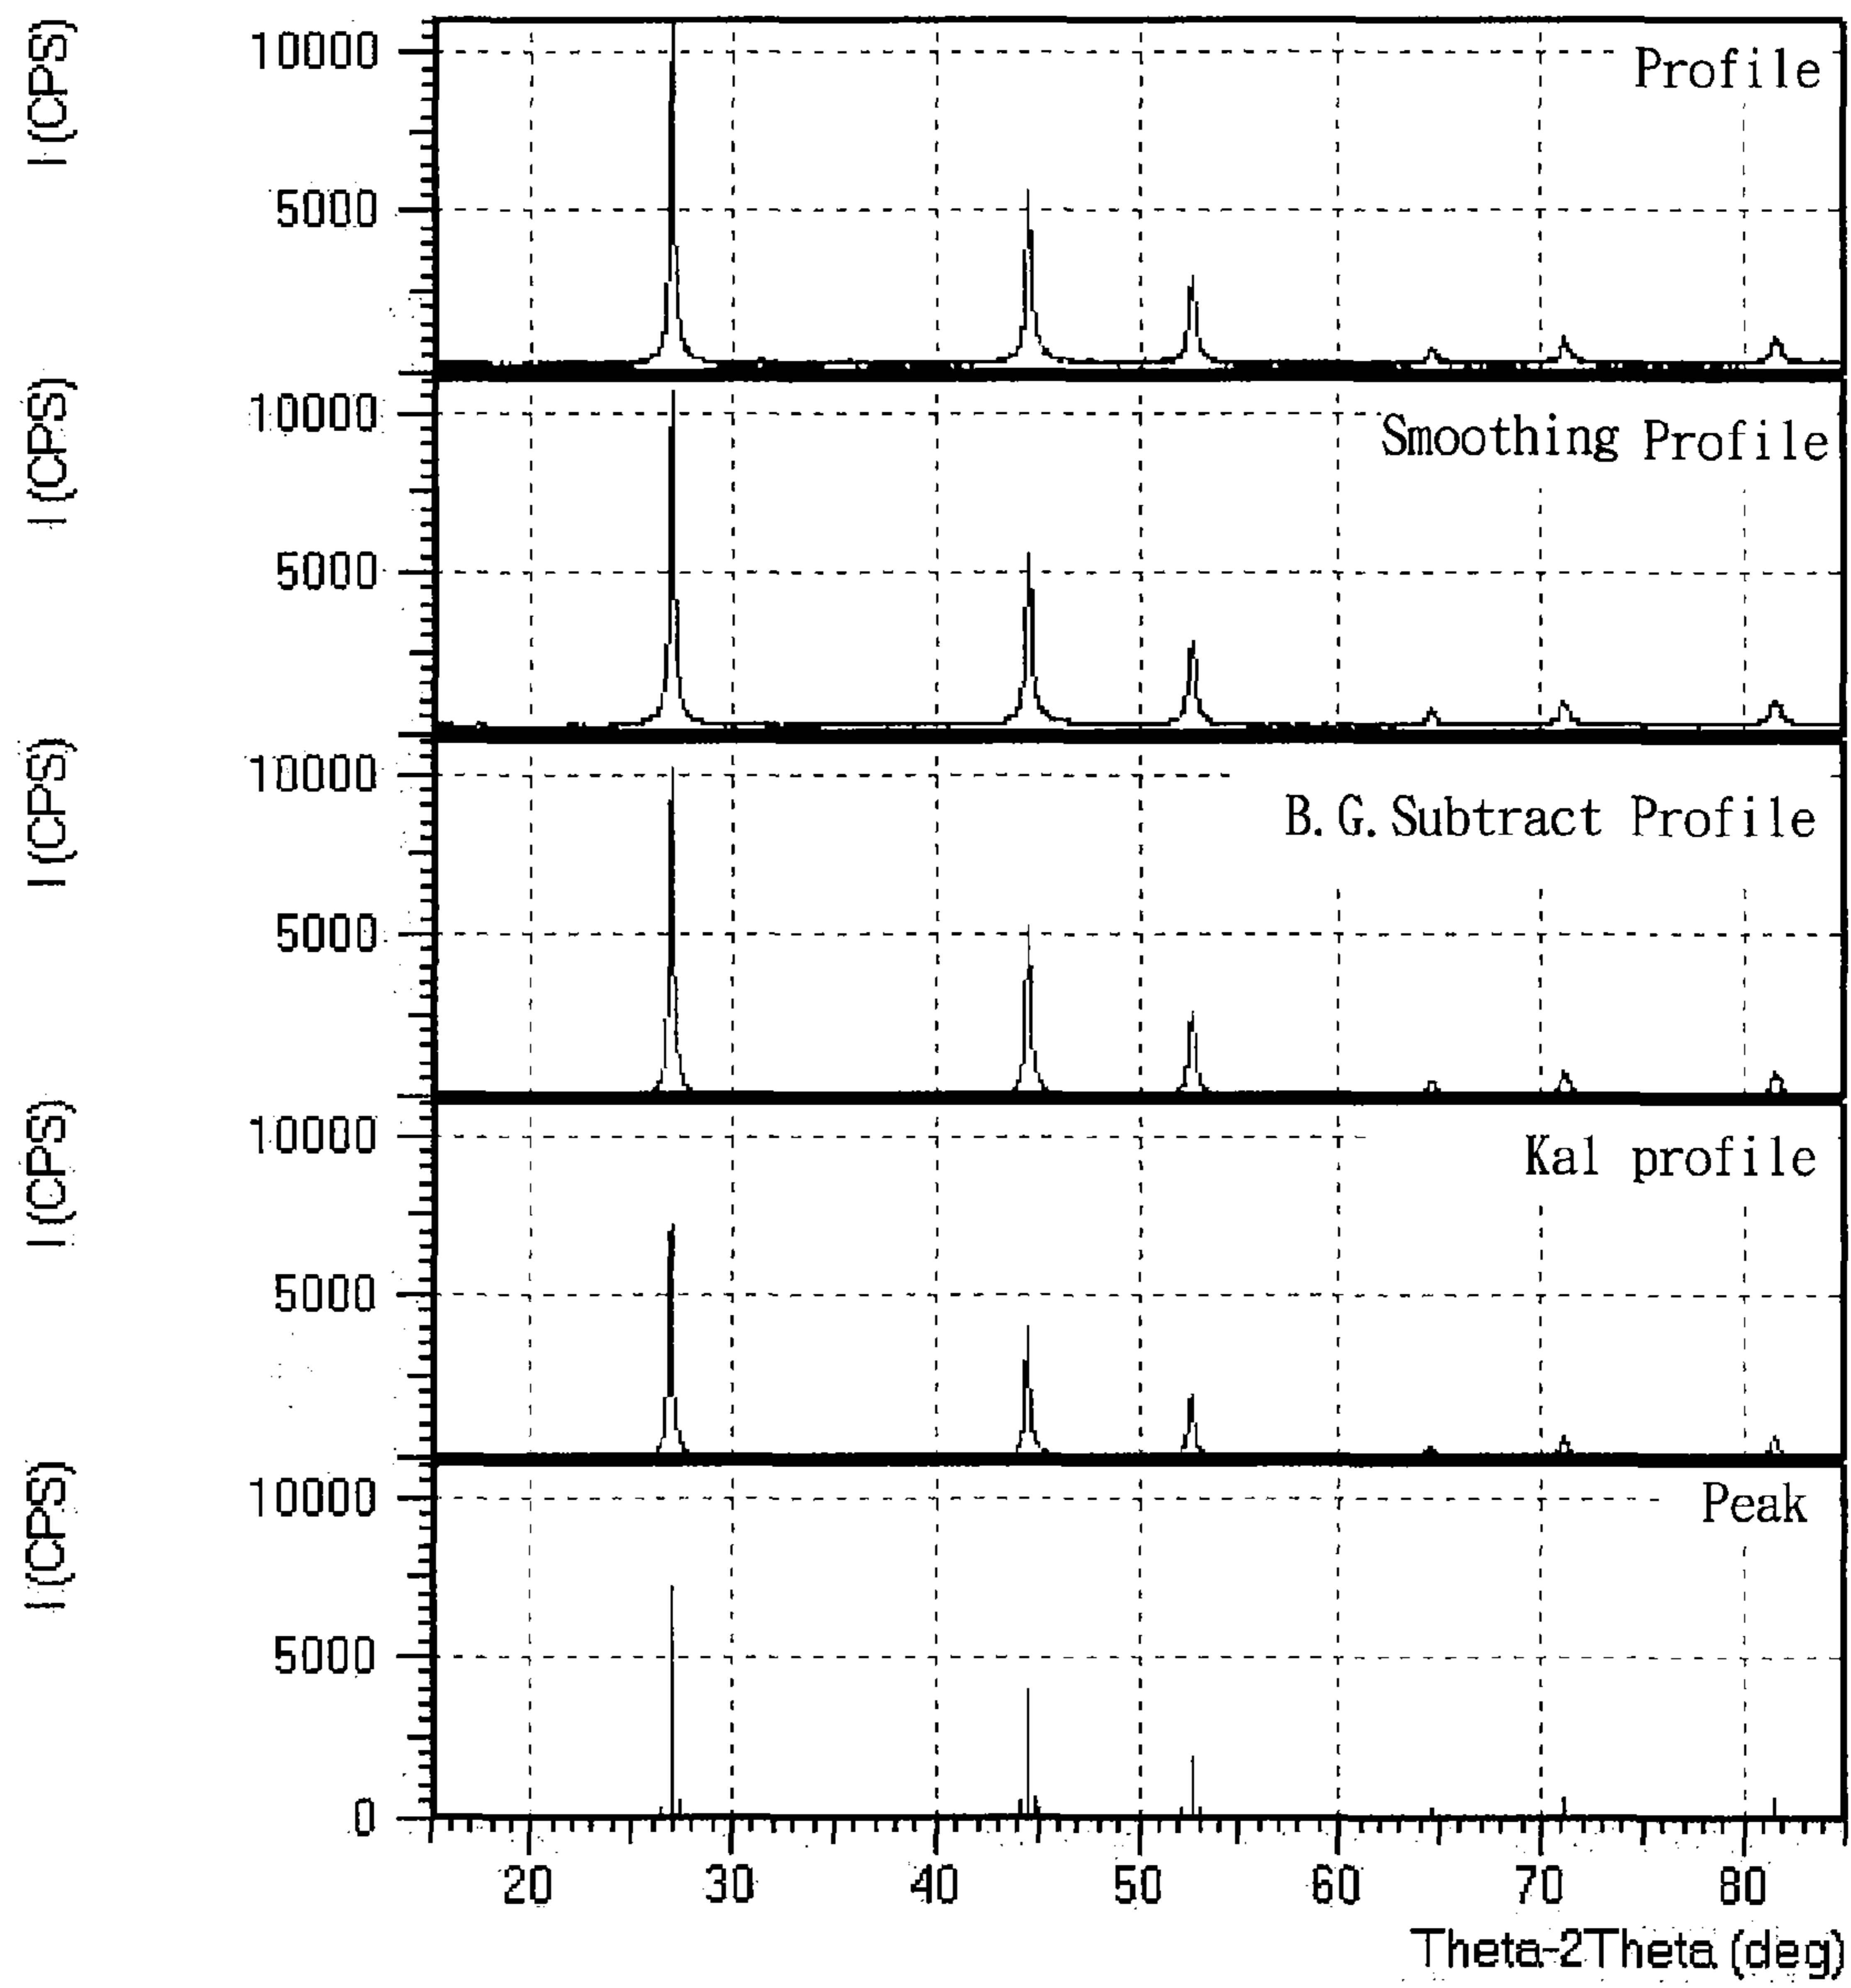 I(CPS)
10000
Profile
5000
I(CPS)
10000
Smoothing Profile
5000
I(CPS)
10000
B.G.Subtract Profile
5000
I(CPS)
10000
Kal profile
5000
I(CPS)
10000
Peak
5000
0
20 30 40 50 60 70 80
Theta-2Theta (deg)